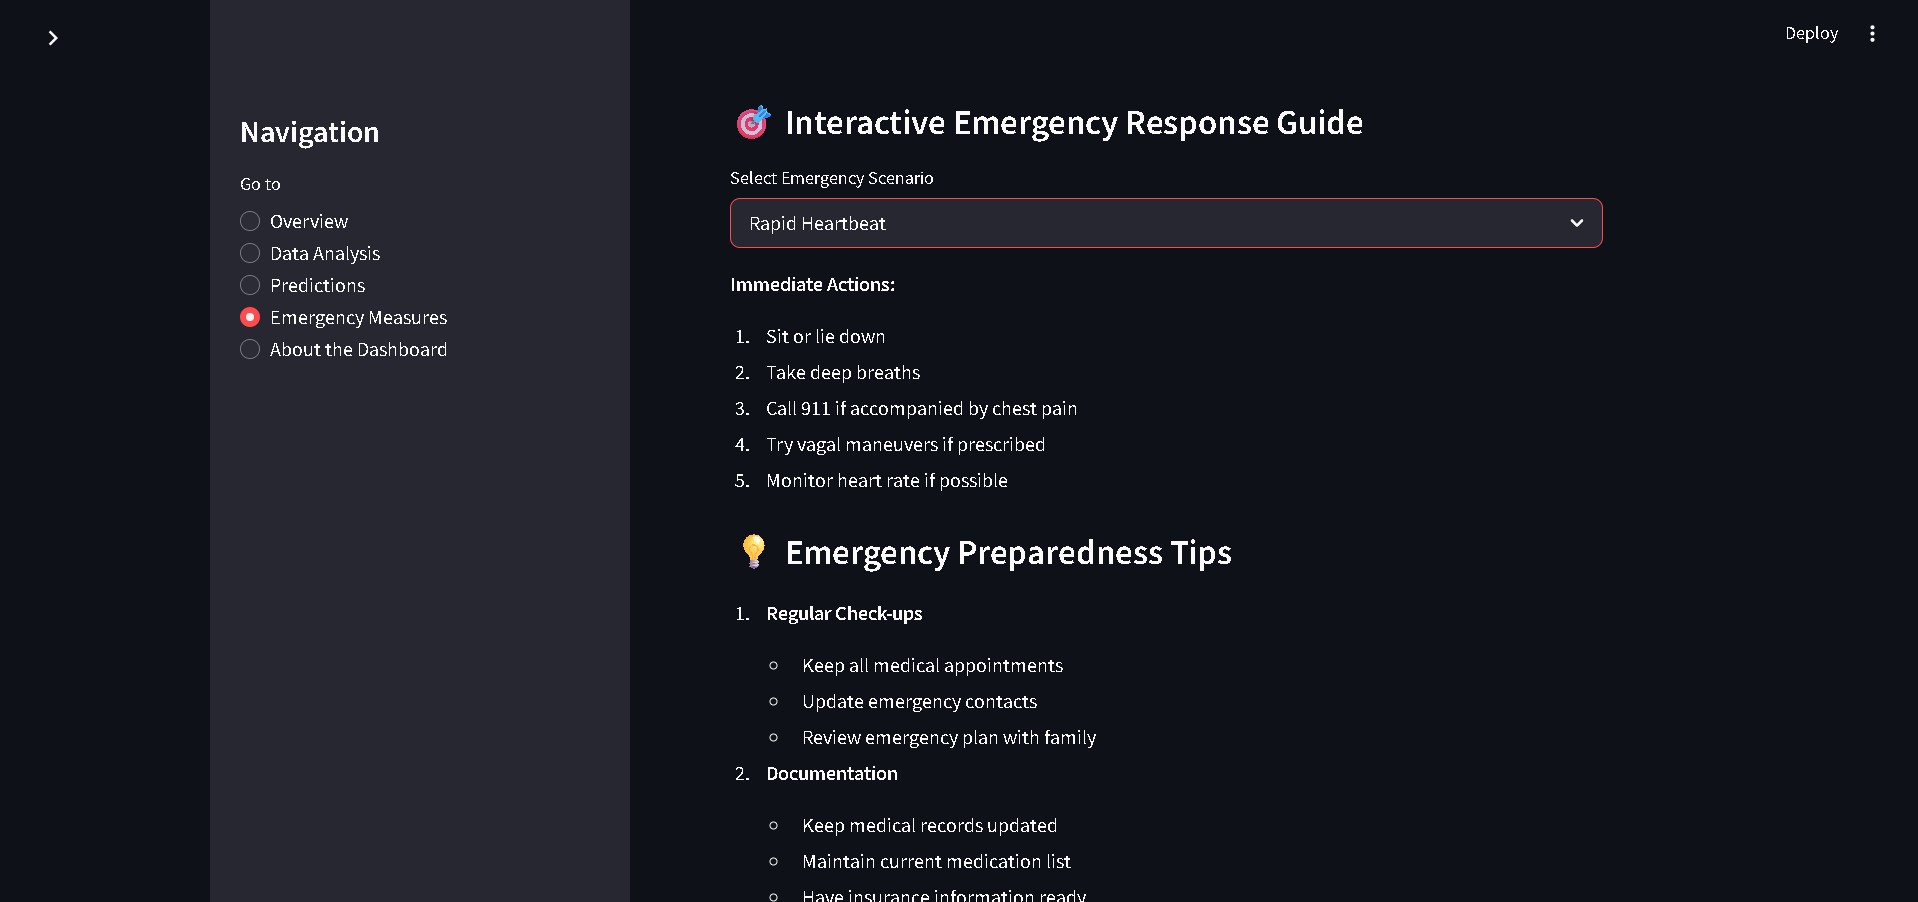 Deploy
Navigation
Go to
Overview
Data Analysis
Predictions
Emergency Measures
About the Dashboard
Interactive Emergency Response Guide
Select Emergency Scenario
Rapid Heartbeat
Immediate Actions:
1. Sit or lie down
2. Take deep breaths
3. Call 911 if accompanied by chest pain
4. Try vagal maneuvers if prescribed
5. Monitor heart rate if possible
Emergency Preparedness Tips
1. Regular Check-ups
Keep all medical appointments
Update emergency contacts
Review emergency plan with family
2. Documentation
Keep medical records updated
Maintain current medication list
Have insurance information ready